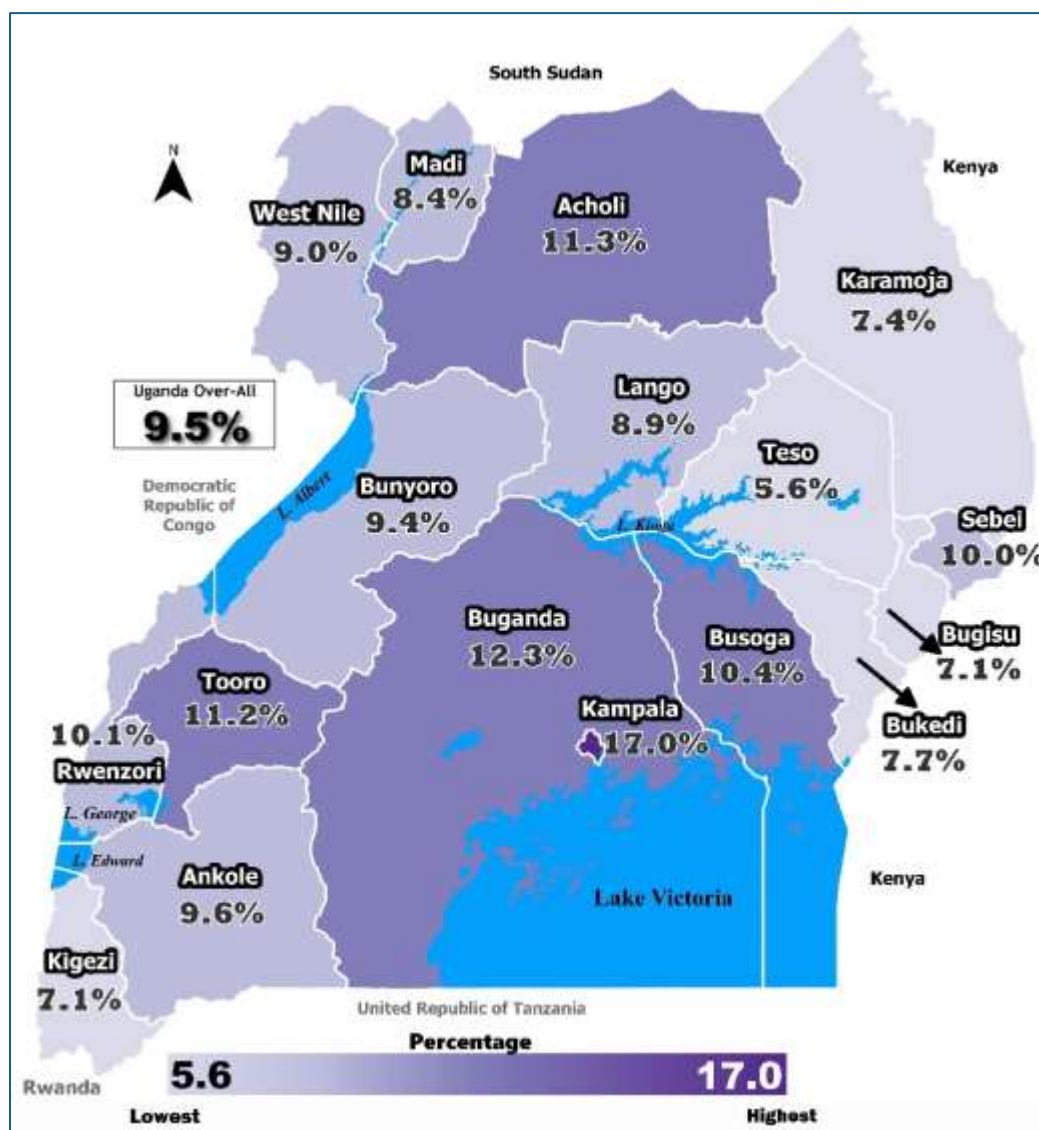 South Sudan
N
Madi
8.4%
Kenya
West Nile
9.0%
Acholi
11.3%
Karamoja
7.4%
Uganda Over-All
9.5%
Lango
8.9%
Teso
5.6%
Democratic
Republic of
Congo
L. Albert
Bunyoro
9.4%
L. Kioga
Sebei
10.0%
Buganda
12.3%
Busoga
10.4%
Bugisu
7.1%
Tooro
11.2%
Kampala
17.0%
Bukedi
7.7%
10.1%
Rwenzori
L. George
L. Edward
Ankole
9.6%
Kenya
Lake Victoria
Kigezi
7.1%
United Republic of Tanzania
Percentage
5.6
17.0
Rwanda
Lowest
Highest